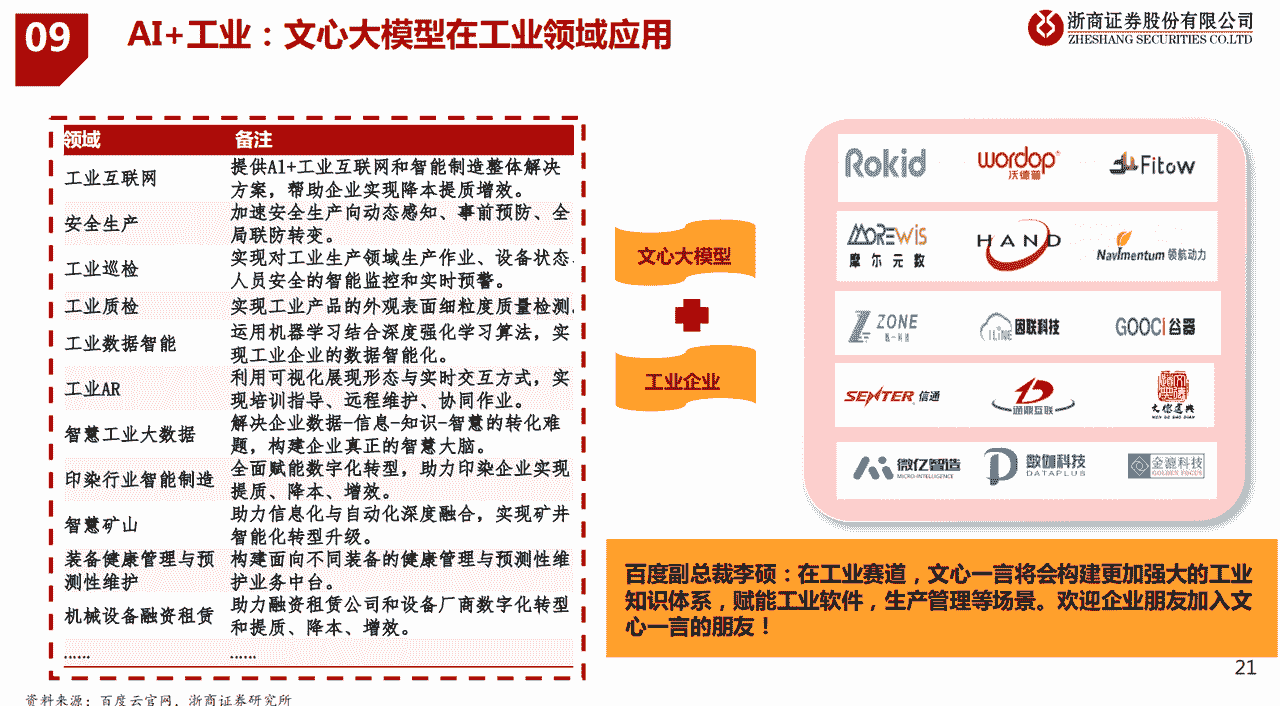 09
AI+工业：文心大模型在工业领域应用
浙商证券股份有限公司
ZHESHANG SECURITIES CO.LTD
领域 备注
工业互联网 提供AI+工业互联网和智能制造整体解决
方案，帮助企业实现降本提质增效。
安全生产 加速安全生产向动态感知、事前预防、全
局联防转变。
工业巡检 实现对工业生产领域生产作业、设备状态
人员安全的智能监控和实时预警。
工业质检 实现工业产品的外观表面细粒度质量检测.
工业数据智能 运用机器学习结合深度强化学习算法，实
现工业企业的数据智能化。
工业AR 利用可视化展现形态与实时交互方式，实
现培训指导、远程维护、协同作业。
智慧工业大数据 解决企业数据-信息-知识-智慧的转化难
题，构建企业真正的智慧大脑。
印染行业智能制造 全面赋能数字化转型，助力印染企业实现
提质、降本、增效。
智慧矿山 助力信息化与自动化深度融合，实现矿井
智能化转型升级。
装备健康管理与预 构建面向不同装备的健康管理与预测性维
测性维护 护业务中台。
机械设备融资租赁 助力融资租赁公司和设备厂商数字化转型
和提质、降本、增效。
…… ……
文心大模型
工业企业
Rokid wordop Fitow
沃德普
MOREWIS HAND Navimentum 领航动力
摩尔元数
ZONE 因联科技 GOOCI 谷器
iLine
SENTER 信通 通鼎互联 文德道典
WEN DE DAO DIAN
微亿智造 数伽科技 金漉科技
MICRO-INTELLIGENCE DATAPLUS GOLDEN FOCUS
百度副总裁李硕：在工业赛道，文心一言将会构建更加强大的工业
知识体系，赋能工业软件，生产管理等场景。欢迎企业朋友加入文
心一言的朋友！
21
资料来源：百度云官网，浙商证券研究所